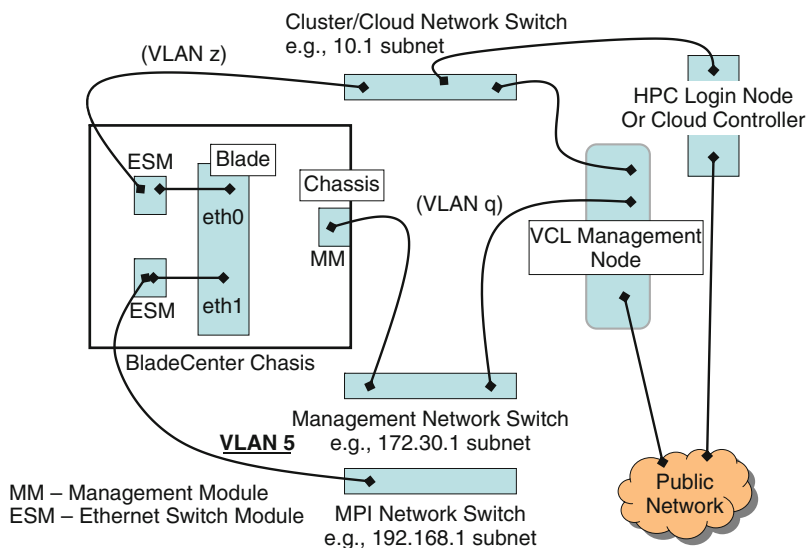 Cluster/Cloud Network Switch
e.g., 10.1 subnet
(VLAN z)
HPC Login Node
Or Cloud Controller
ESM
Blade
Chassis
eth0
MM
(VLAN q)
VCL Management
Node
ESM
eth1
BladeCenter Chasis
Management Network Switch
e.g., 172.30.1 subnet
VLAN 5
MM – Management Module
ESM – Ethernet Switch Module
MPI Network Switch
e.g., 192.168.1 subnet
Public
Network